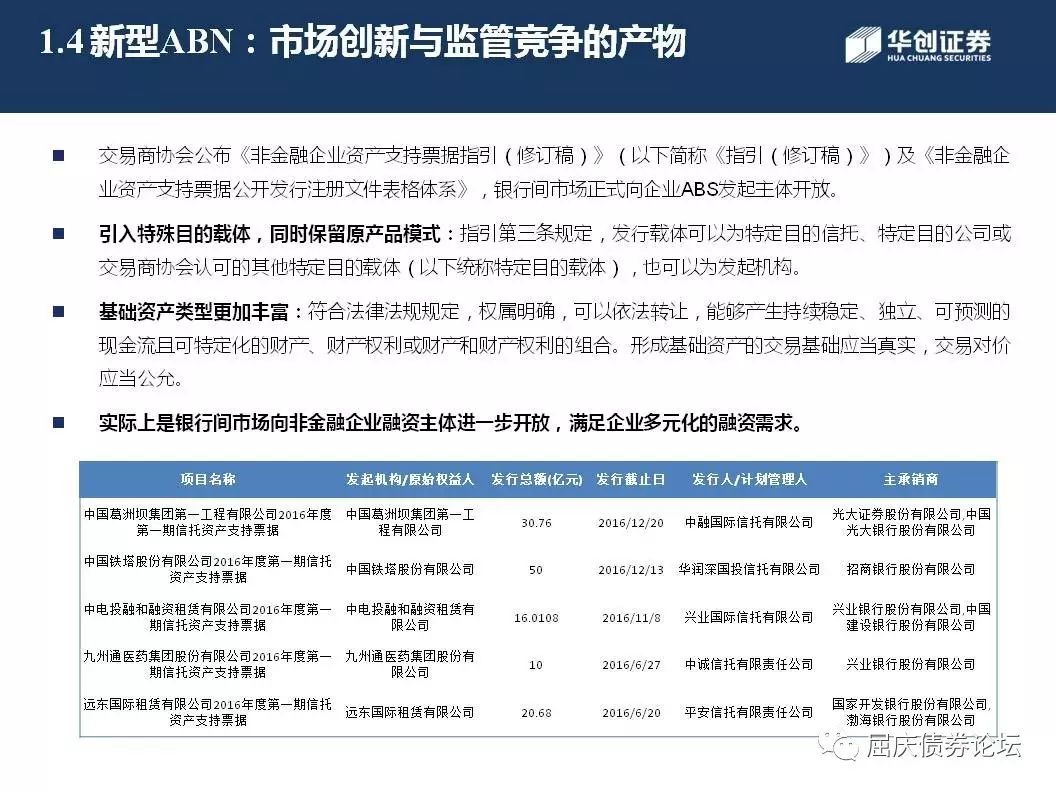 1.4新型ABN：市场创新与监管竞争的产物
华创证券
HUA CHUANG SECURITIES
■ 交易商协会公布《非金融企业资产支持票据指引（修订稿）》（以下简称《指引（修订稿）》）及《非金融企
业资产支持票据公开发行注册文件表格体系》，银行间市场正式向企业ABS发起主体开放。
■ 引入特殊目的载体，同时保留原产品模式：指引第三条规定，发行载体可以为特定目的信托、特定目的公司或
交易商协会认可的其他特定目的载体（以下统称特定目的载体），也可以为发起机构。
■ 基础资产类型更加丰富：符合法律法规规定，权属明确，可以依法转让，能够产生持续稳定、独立、可预测的
现金流且可特定化的财产、财产权利或财产和财产权利的组合。形成基础资产的交易基础应当真实，交易对价
应当公允。
■ 实际上是银行间市场向非金融企业融资主体进一步开放，满足企业多元化的融资需求。
项目名称 发起机构/原始权益人 发行总额(亿元) 发行截止日 发行人/计划管理人 主承销商
中国葛洲坝集团第一工程有限公司2016年度 中国葛洲坝集团第一工 30.76 2016/12/20 中融国际信托有限公司 光大证券股份有限公司,中国
第一期信托资产支持票据 程有限公司 光大银行股份有限公司
中国铁塔股份有限公司2016年度第一期信托 中国铁塔股份有限公司 50 2016/12/13 华润深国投信托有限公司 招商银行股份有限公司
资产支持票据
中电投融和融资租赁有限公司2016年度第一 中电投融和融资租赁有 16.0108 2016/11/8 兴业国际信托有限公司 兴业银行股份有限公司,中国
期信托资产支持票据 限公司 建设银行股份有限公司
九州通医药集团股份有限公司2016年度第一 九州通医药集团股份有 10 2016/6/27 中诚信托有限责任公司 兴业银行股份有限公司
期信托资产支持票据 限公司
远东国际租赁有限公司2016年度第一期信托 远东国际租赁有限公司 20.68 2016/6/20 平安信托有限责任公司 国家开发银行股份有限公司,
资产支持票据 渤海银行股份有限公司
屈庆债券论坛